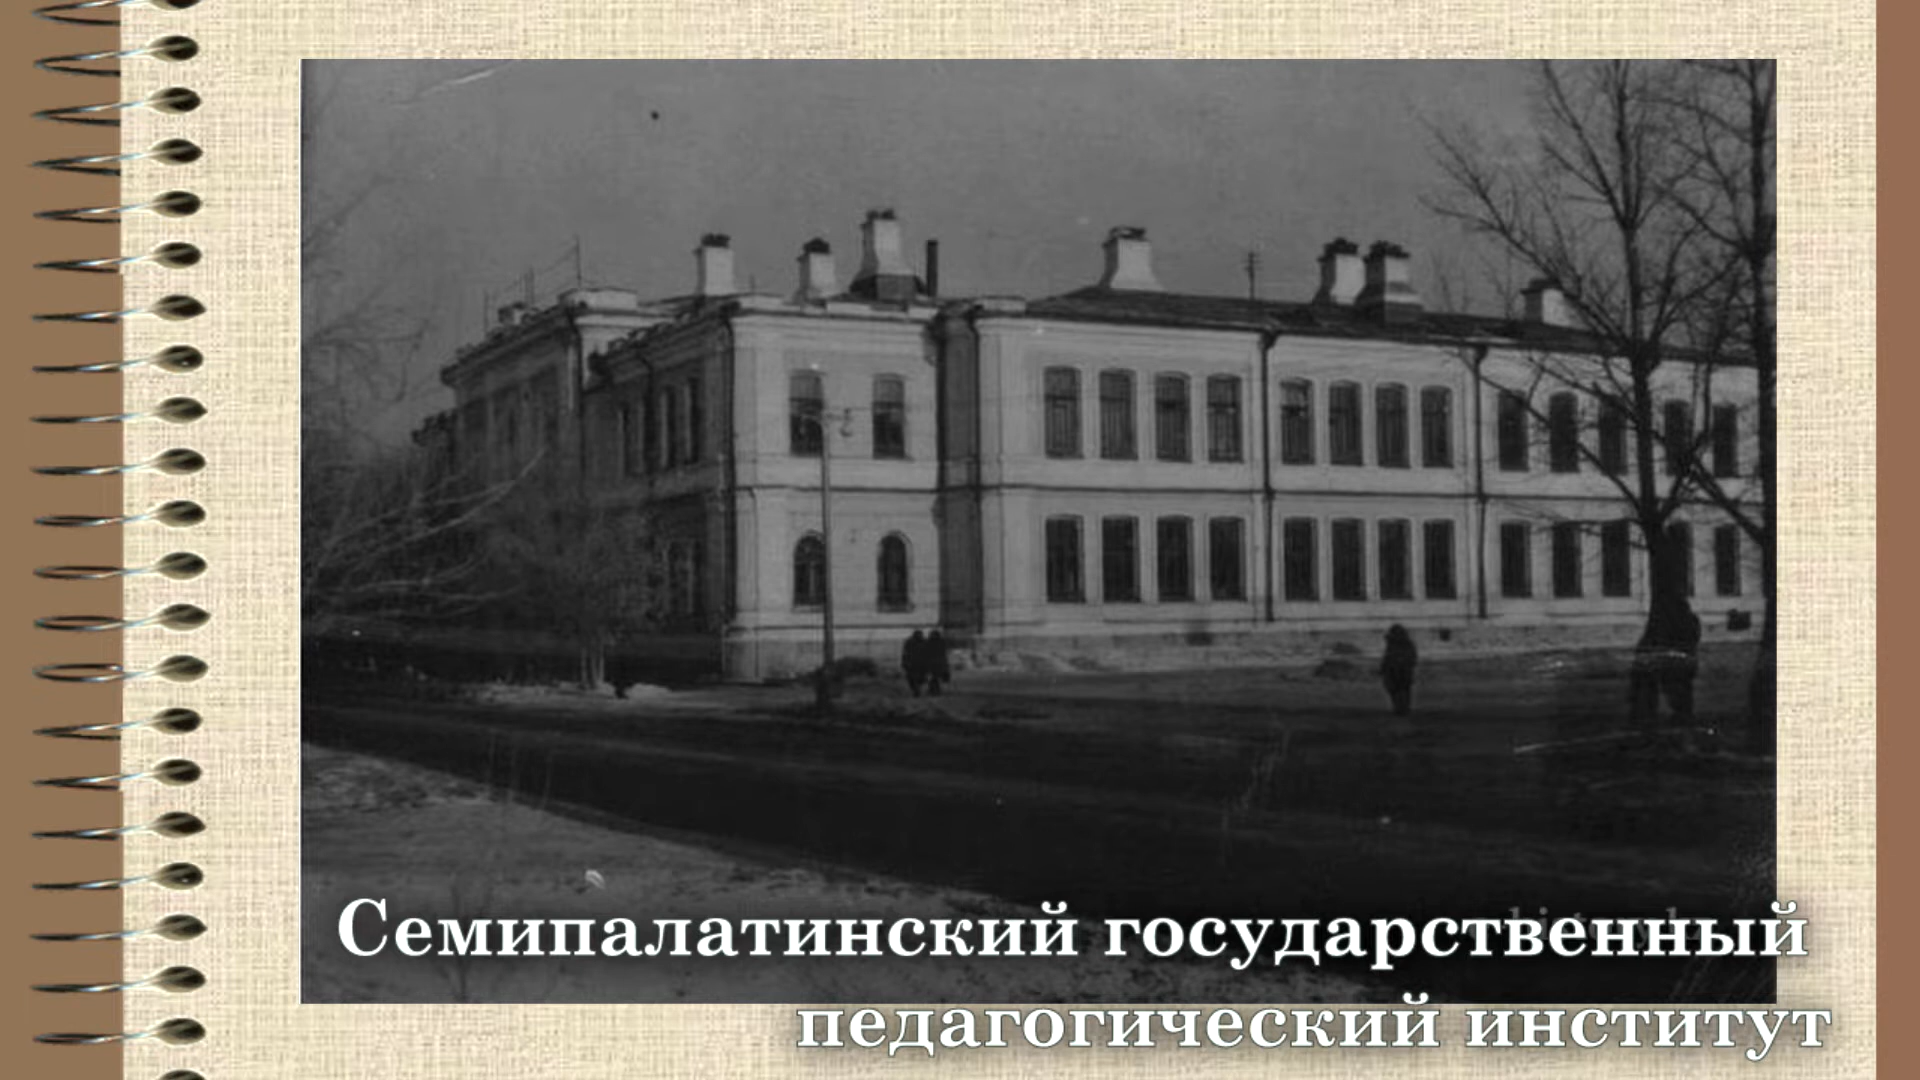 Семипалатинский государственный
педагогический институт